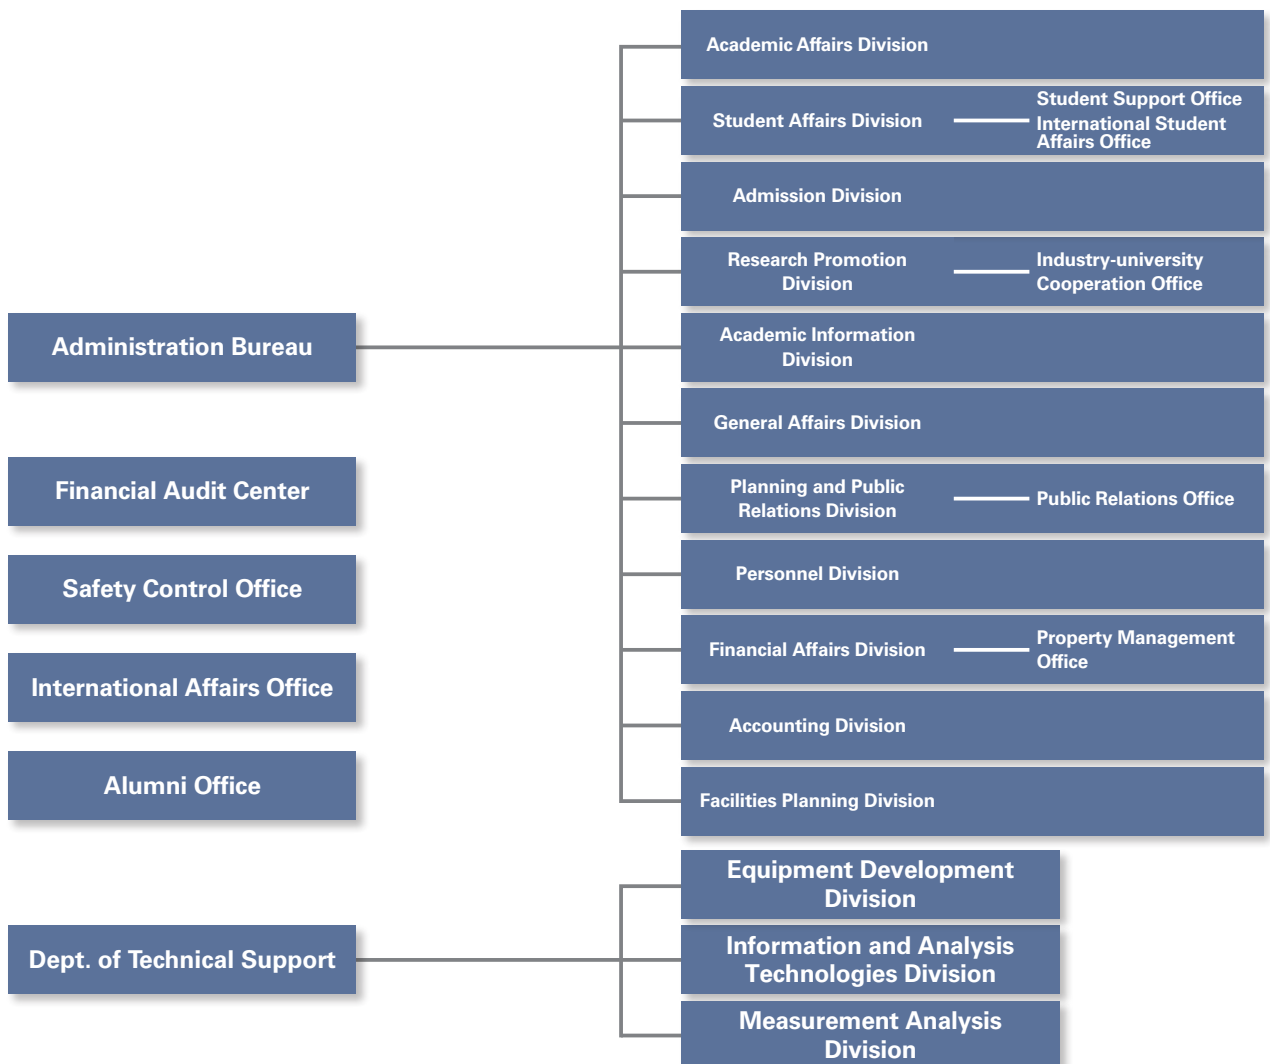 Academic Affairs Division
Student Affairs Division
Student Support Office
International Student
Affairs Office
Admission Division
Research Promotion
Division
Industry-university
Cooperation Office
Administration Bureau
Academic Information
Division
General Affairs Division
Financial Audit Center
Planning and Public
Relations Division
Public Relations Office
Safety Control Office
Personnel Division
International Affairs Office
Financial Affairs Division
Property Management
Office
Accounting Division
Alumni Office
Facilities Planning Division
Dept. of Technical Support
Equipment Development
Division
Information and Analysis
Technologies Division
Measurement Analysis
Division